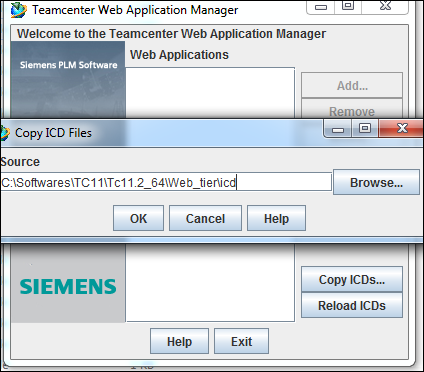 Teamcenter Web Application Manager
Welcome to the Teamcenter Web Application Manager
Siemens PLM Software
Web Applications
Add...
Remove
Copy ICD Files
Source
C:\Softwares\TC11\Tc11.2_64\Web_tier\icd
Browse...
OK Cancel Help
SIEMENS
Copy ICDs...
Reload ICDs
Help Exit